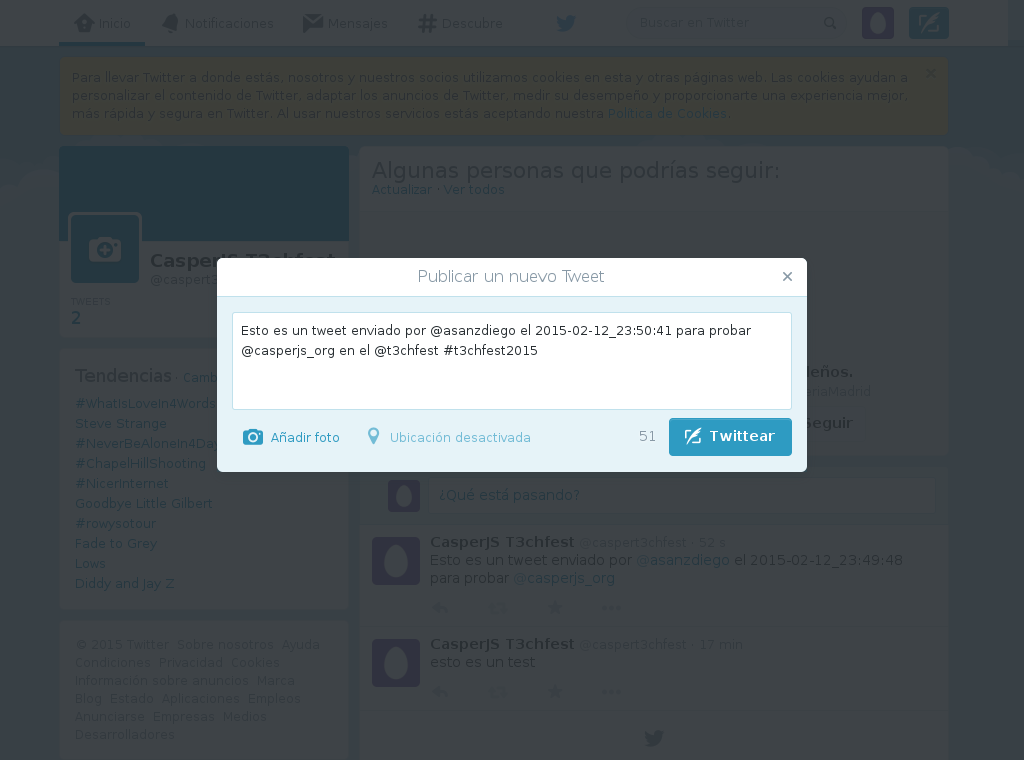 Inicio Notificaciones Mensajes Descubre Buscar en Twitter
Para llevar Twitter a donde estás, nosotros y nuestros socios utilizamos cookies en esta y otras páginas web. Las cookies ayudan a
personalizar el contenido de Twitter, adaptar los anuncios de Twitter, medir su desempeño y proporcionarte una experiencia mejor,
más rápida y segura en Twitter. Al usar nuestros servicios estás aceptando nuestra Política de Cookies.
Algunas personas que podrías seguir:
Actualizar · Ver todos
CasperJS T3chfest
@caspert3
TWEETS
2
Publicar un nuevo Tweet
Esto es un tweet enviado por @asanzdiego el 2015-02-12_23:50:41 para probar
@casperjs_org en el @t3chfest #t3chfest2015
Añadir foto Ubicación desactivada 51 Twittear
Tendencias · Camb
#WhatIsLoveIn4Words
Steve Strange
#NeverBeAloneIn4Day
#ChapelHillShooting
#NicerInternet
Goodbye Little Gilbert
#rowysotour
Fade to Grey
Lows
Diddy and Jay Z
© 2015 Twitter Sobre nosotros Ayuda
Condiciones Privacidad Cookies
Información sobre anuncios Marca
Blog Estado Aplicaciones Empleos
Anunciarse Empresas Medios
Desarrolladores
leños.
riaMadrid
Seguir
¿Qué está pasando?
CasperJS T3chfest @caspert3chfest · 52 s
Esto es un tweet enviado por @asanzdiego el 2015-02-12_23:49:48
para probar @casperjs_org
CasperJS T3chfest @caspert3chfest · 17 min
esto es un test